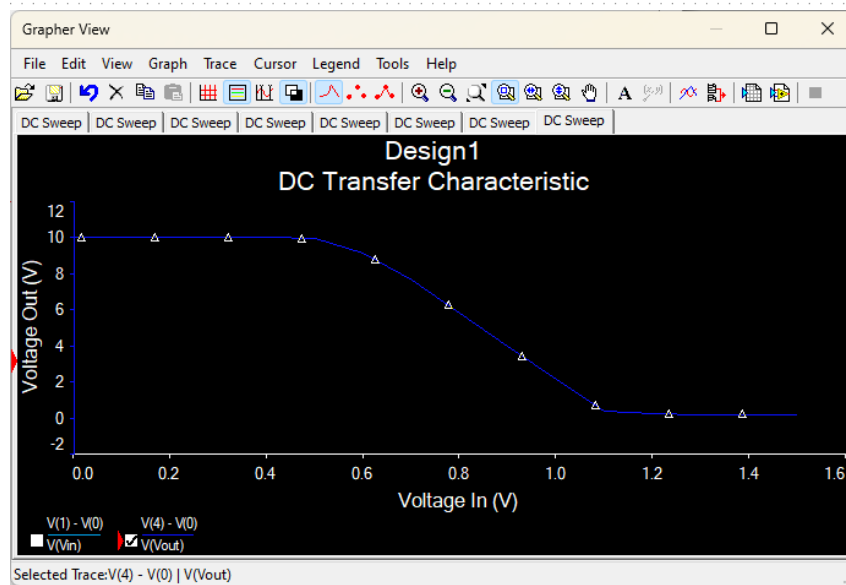 Grapher View
File Edit View Graph Trace Cursor Legend Tools Help
A
DC Sweep DC Sweep DC Sweep DC Sweep DC Sweep DC Sweep DC Sweep DC Sweep
Design1
DC Transfer Characteristic
Voltage Out (V)
12
10
8
6
4
2
0
-2
0.0 0.2 0.4 0.6 0.8 1.0 1.2 1.4 1.6
Voltage In (V)
V(1) - V(0) V(4) - V(0)
V(Vin) V(Vout)
Selected Trace:V(4) - V(0) | V(Vout)